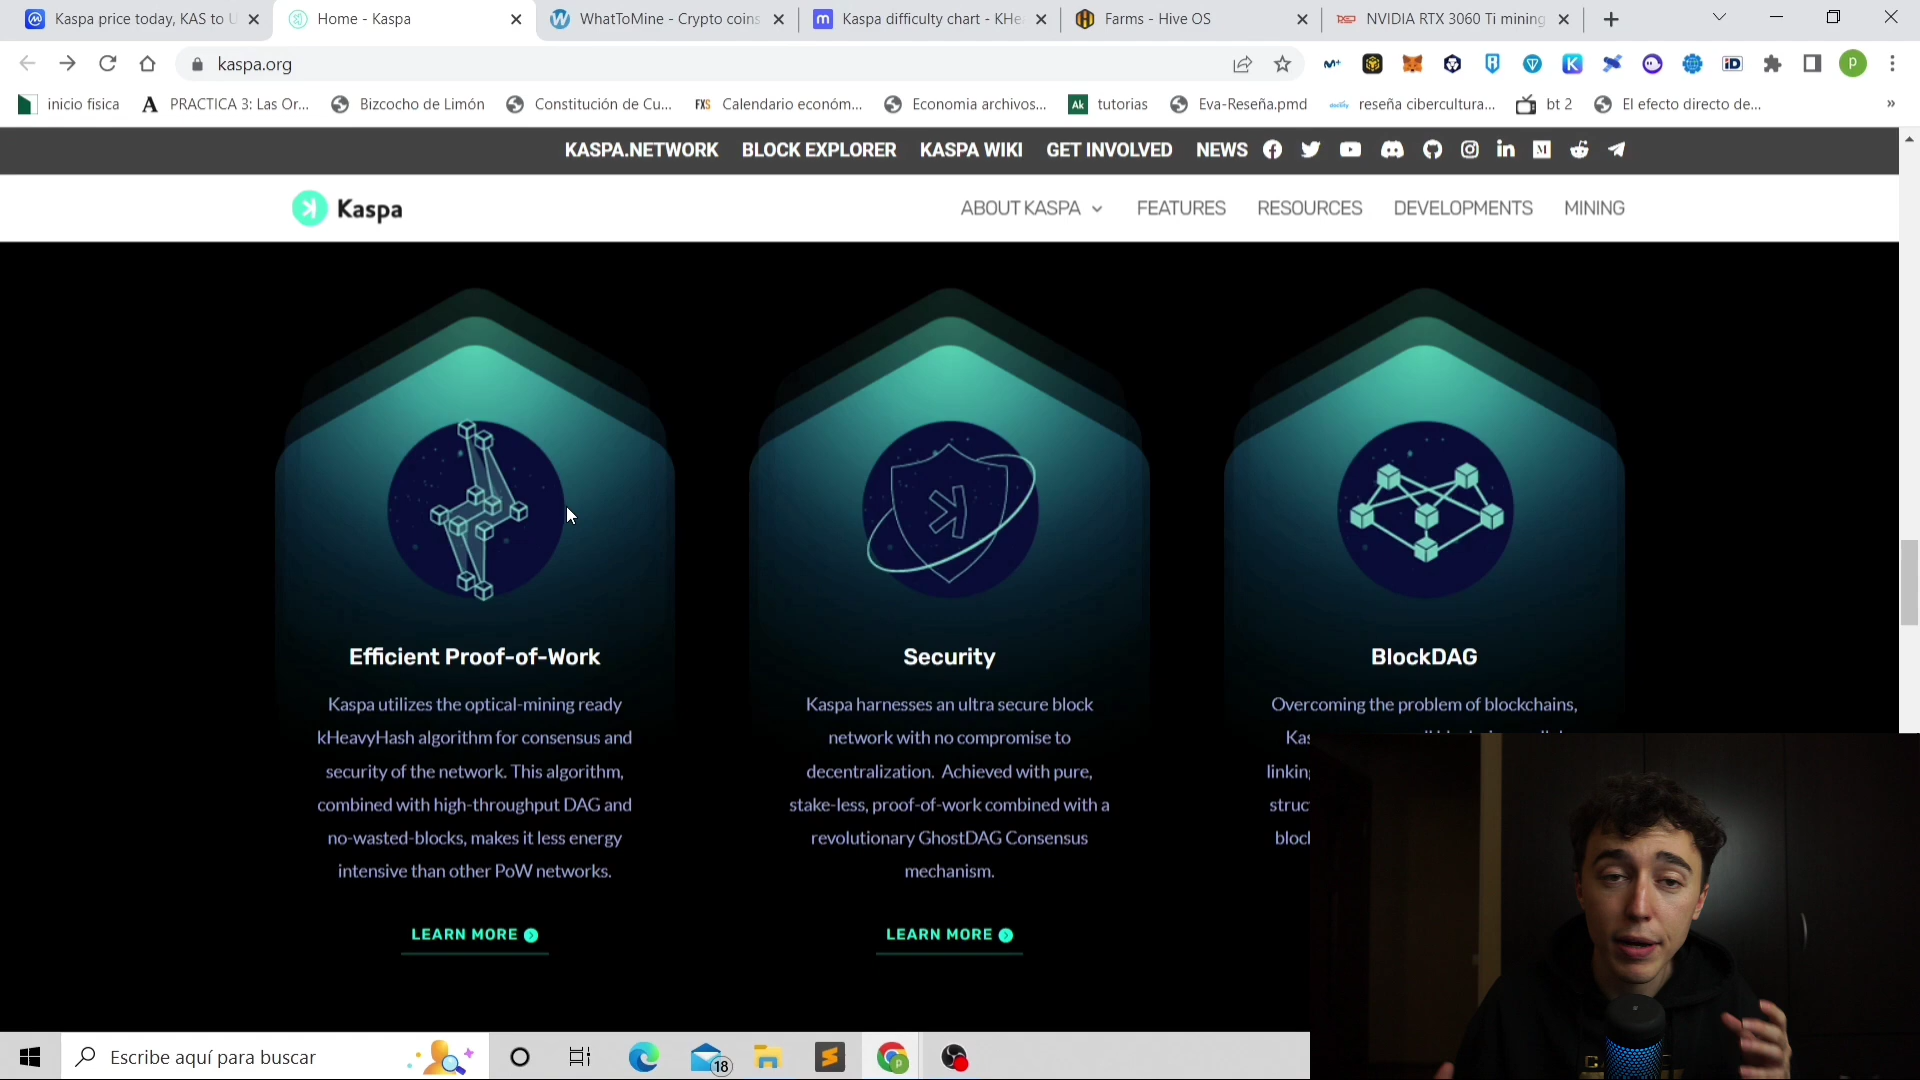 Kaspa price today, KAS to U
Home - Kaspa
WhatToMine - Crypto coins
Kaspa difficulty chart - KHea
Farms - Hive OS
NVIDIA RTX 3060 Ti mining
kaspa.org
inicio fisica
PRACTICA 3: Las Or...
Bizcocho de Limón
Constitución de Cu...
FXS Calendario económ...
Economia archivos...
Ak tutorias
Eva-Reseña.pmd
reseña cibercultura...
bt 2
El efecto directo de...
KASPA.NETWORK BLOCK EXPLORER KASPA WIKI GET INVOLVED NEWS
Kaspa
ABOUT KASPA FEATURES RESOURCES DEVELOPMENTS MINING
Efficient Proof-of-Work
Kaspa utilizes the optical-mining ready
kHeavyHash algorithm for consensus and
security of the network. This algorithm,
combined with high-throughput DAG and
no-wasted-blocks, makes it less energy
intensive than other PoW networks.
LEARN MORE
Security
Kaspa harnesses an ultra secure block
network with no compromise to
decentralization. Achieved with pure,
stake-less, proof-of-work combined with a
revolutionary GhostDAG Consensus
mechanism.
LEARN MORE
BlockDAG
Overcoming the problem of blockchains,
Escribe aquí para buscar
18